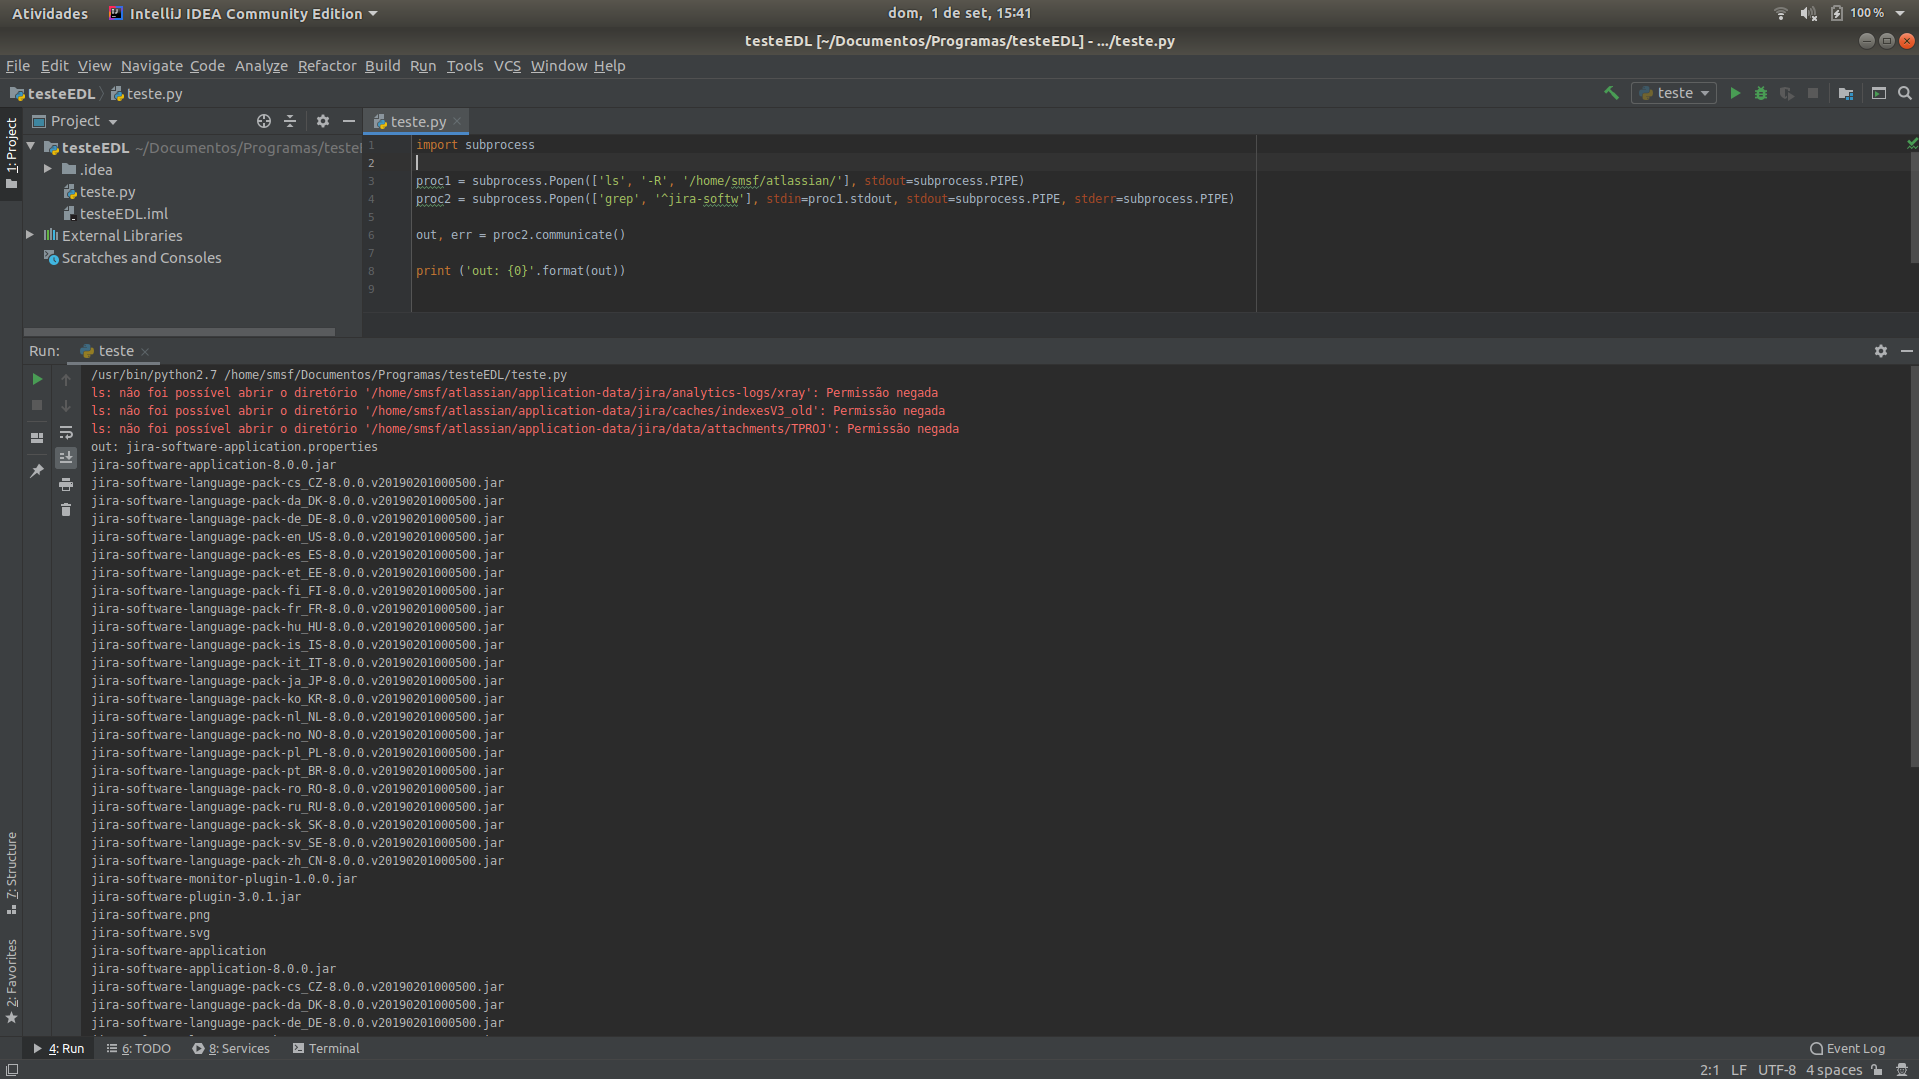 Atividades IntelliJ IDEA Community Edition dom, 1 de set, 15:41 100 %
testeEDL [~/Documentos/Programas/testeEDL] - .../teste.py
File Edit View Navigate Code Analyze Refactor Build Run Tools VCS Window Help
testeEDL teste.py teste
1: Project
Project
testeEDL ~/Documentos/Programas/testeE
.idea
teste.py
testeEDL.iml
External Libraries
Scratches and Consoles
teste.py
1 import subprocess
2
3 proc1 = subprocess.Popen(['ls', '-R', '/home/smsf/atlassian/'], stdout=subprocess.PIPE)
4 proc2 = subprocess.Popen(['grep', '^jira-softw'], stdin=proc1.stdout, stdout=subprocess.PIPE, stderr=subprocess.PIPE)
5
6 out, err = proc2.communicate()
7
8 print ('out: {0}'.format(out))
9
Run: teste
/usr/bin/python2.7 /home/smsf/Documentos/Programas/testeEDL/teste.py
ls: não foi possível abrir o diretório '/home/smsf/atlassian/application-data/jira/analytics-logs/xray': Permissão negada
ls: não foi possível abrir o diretório '/home/smsf/atlassian/application-data/jira/caches/indexesV3_old': Permissão negada
ls: não foi possível abrir o diretório '/home/smsf/atlassian/application-data/jira/data/attachments/TPROJ': Permissão negada
out: jira-software-application.properties
jira-software-application-8.0.0.jar
jira-software-language-pack-cs_CZ-8.0.0.v20190201000500.jar
jira-software-language-pack-da_DK-8.0.0.v20190201000500.jar
jira-software-language-pack-de_DE-8.0.0.v20190201000500.jar
jira-software-language-pack-en_US-8.0.0.v20190201000500.jar
jira-software-language-pack-es_ES-8.0.0.v20190201000500.jar
jira-software-language-pack-et_EE-8.0.0.v20190201000500.jar
jira-software-language-pack-fi_FI-8.0.0.v20190201000500.jar
jira-software-language-pack-fr_FR-8.0.0.v20190201000500.jar
jira-software-language-pack-hu_HU-8.0.0.v20190201000500.jar
jira-software-language-pack-is_IS-8.0.0.v20190201000500.jar
jira-software-language-pack-it_IT-8.0.0.v20190201000500.jar
jira-software-language-pack-ja_JP-8.0.0.v20190201000500.jar
jira-software-language-pack-ko_KR-8.0.0.v20190201000500.jar
jira-software-language-pack-nl_NL-8.0.0.v20190201000500.jar
jira-software-language-pack-no_NO-8.0.0.v20190201000500.jar
jira-software-language-pack-pl_PL-8.0.0.v20190201000500.jar
jira-software-language-pack-pt_BR-8.0.0.v20190201000500.jar
jira-software-language-pack-ro_RO-8.0.0.v20190201000500.jar
jira-software-language-pack-ru_RU-8.0.0.v20190201000500.jar
jira-software-language-pack-sk_SK-8.0.0.v20190201000500.jar
jira-software-language-pack-sv_SE-8.0.0.v20190201000500.jar
jira-software-language-pack-zh_CN-8.0.0.v20190201000500.jar
jira-software-monitor-plugin-1.0.0.jar
jira-software-plugin-3.0.1.jar
jira-software.png
jira-software.svg
jira-software-application
jira-software-application-8.0.0.jar
jira-software-language-pack-cs_CZ-8.0.0.v20190201000500.jar
jira-software-language-pack-da_DK-8.0.0.v20190201000500.jar
jira-software-language-pack-de_DE-8.0.0.v20190201000500.jar
7: Structure
2: Favorites
4: Run 6: TODO 8: Services Terminal Event Log
2:1 LF UTF-8 4 spaces